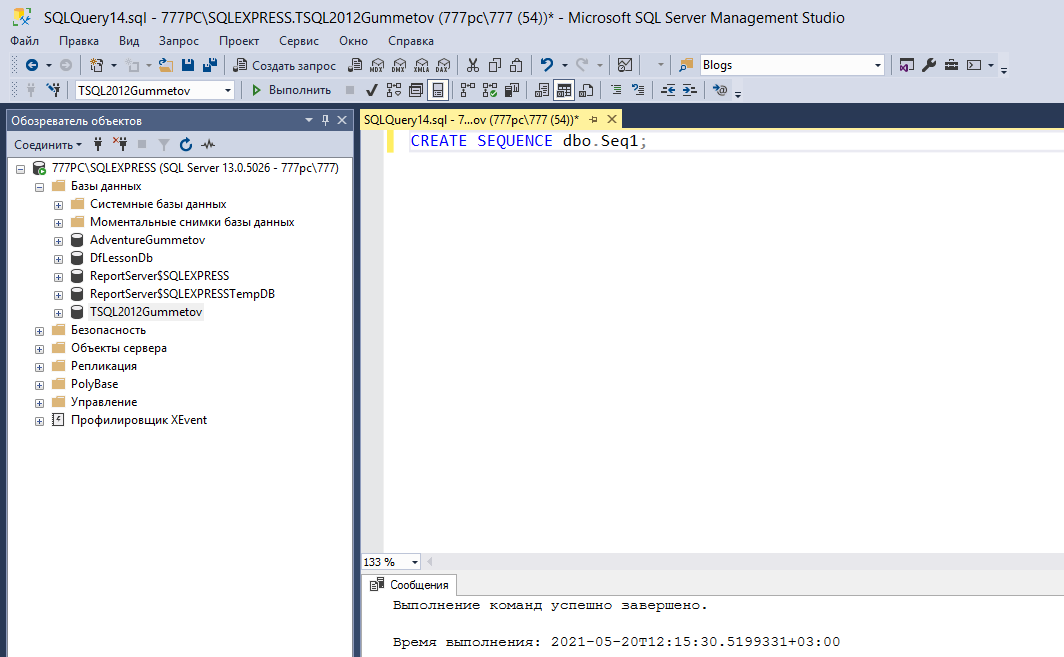 SQLQuery14.sql - 777PC\SQLEXPRESS.TSQL2012Gummetov (777pc\777 (54))* - Microsoft SQL Server Management Studio
Файл Правка Вид Запрос Проект Сервис Окно Справка
Создать запрос MDX DMX XMLA DAX Blogs
TSQL2012Gummetov Выполнить
Обозреватель объектов
SQLQuery14.sql - 7...ov (777pc\777 (54))*
Соединить
CREATE SEQUENCE dbo.Seq1;
777PC\SQLEXPRESS (SQL Server 13.0.5026 - 777pc\777)
Базы данных
Системные базы данных
Моментальные снимки базы данных
AdventureGummetov
DfLessonDb
ReportServer$SQLEXPRESS
ReportServer$SQLEXPRESSTempDB
TSQL2012Gummetov
Безопасность
Объекты сервера
Репликация
PolyBase
Управление
Профилировщик XEvent
133 %
Сообщения
Выполнение команд успешно завершено.
Время выполнения: 2021-05-20T12:15:30.5199331+03:00